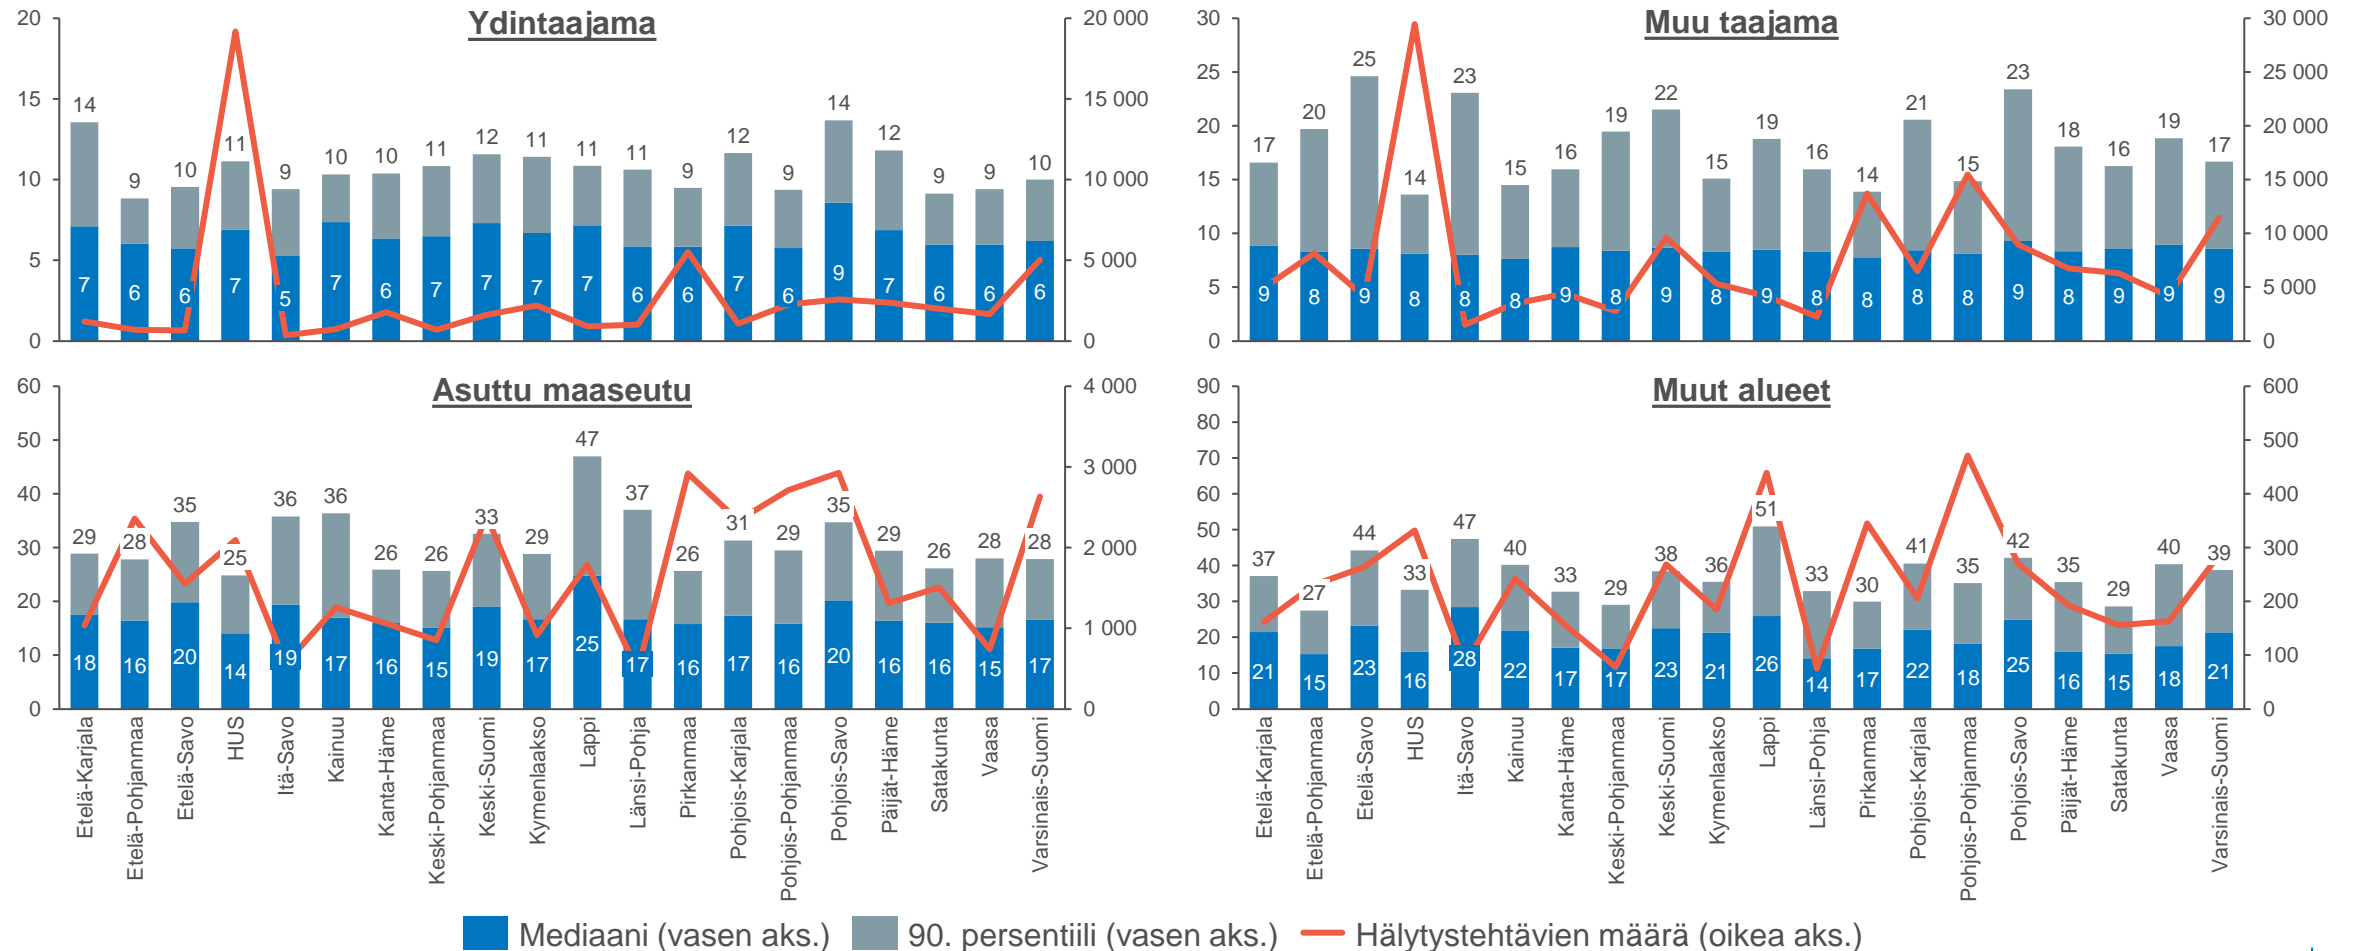 Ydintaajama
20
15
10
5
0
20 000
15 000
10 000
5 000
0
14 9 10 11 9 10 10 11 12 11 11 11 9 12 9 14 12 9 9 10
7 6 6 7 5 7 6 7 7 7 7 6 6 7 6 9 7 6 6 6
Muu taajama
30
25
20
15
10
5
0
30 000
25 000
20 000
15 000
10 000
5 000
0
17 20 25 14 23 15 16 19 22 15 19 16 14 21 15 23 18 16 19 17
9 8 9 8 8 8 9 8 9 8 9 8 8 8 8 9 8 9 9 9
Asuttu maaseutu
60
50
40
30
20
10
0
4 000
3 000
2 000
1 000
0
29 28 35 25 36 36 26 26 33 29 47 37 26 31 29 35 29 26 28 28
18 16 20 14 19 17 16 15 19 17 25 17 16 17 16 20 16 16 15 17
Etelä-Karjala
Etelä-Pohjanmaa
Etelä-Savo
HUS
Itä-Savo
Kainuu
Kanta-Häme
Keski-Pohjanmaa
Keski-Suomi
Kymenlaakso
Lappi
Länsi-Pohja
Pirkanmaa
Pohjois-Karjala
Pohjois-Pohjanmaa
Pohjois-Savo
Päijät-Häme
Satakunta
Vaasa
Varsinais-Suomi
Muut alueet
90
80
70
60
50
40
30
20
10
0
600
500
400
300
200
100
0
37 27 44 33 47 40 33 29 38 36 51 33 30 41 35 42 35 29 40 39
21 15 23 16 28 22 17 17 23 21 26 14 17 22 18 25 16 15 18 21
Etelä-Karjala
Etelä-Pohjanmaa
Etelä-Savo
HUS
Itä-Savo
Kainuu
Kanta-Häme
Keski-Pohjanmaa
Keski-Suomi
Kymenlaakso
Lappi
Länsi-Pohja
Pirkanmaa
Pohjois-Karjala
Pohjois-Pohjanmaa
Pohjois-Savo
Päijät-Häme
Satakunta
Vaasa
Varsinais-Suomi
Mediaani (vasen aks.) 90. persentiili (vasen aks.) Hälytystehtävien määrä (oikea aks.)